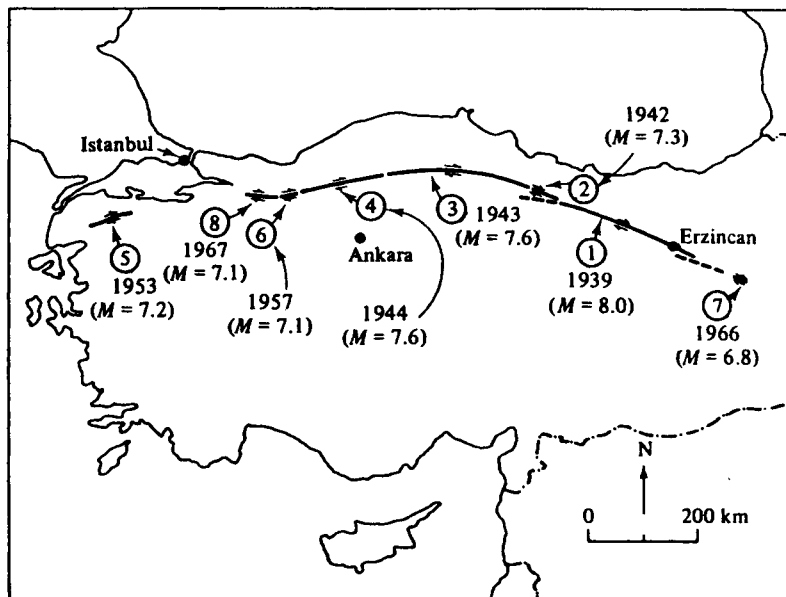 1942
(M = 7.3)
Istanbul
②
④
③
1943
(M = 7.6)
⑧
1967
(M = 7.1)
⑥
Ankara
①
1939
(M = 8.0)
Erzincan
⑤
1953
(M = 7.2)
1957
(M = 7.1)
1944
(M = 7.6)
⑦
1966
(M = 6.8)
N
0 200 km